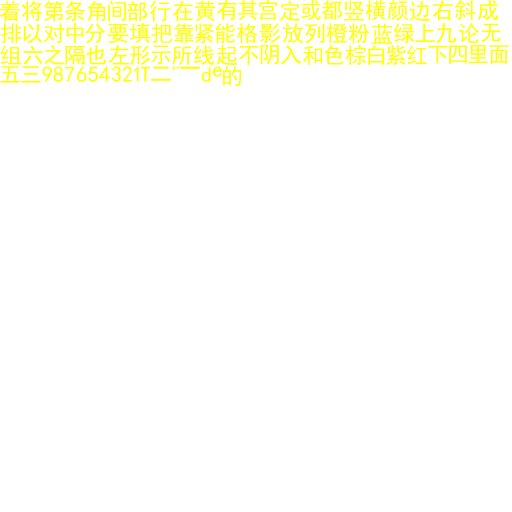 着将第条角间部行在黄有其宫定或都竖横颜边右斜成
排以对中分要填把靠紧能格影放列橙粉蓝绿上九论无
组六之隔也左形示所线起不阴入和色棕白紫红下四里面
五三987654321T二一de的